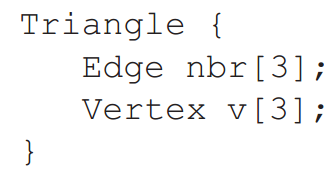 Triangle {
Edge nbr[3];
Vertex v[3];
}